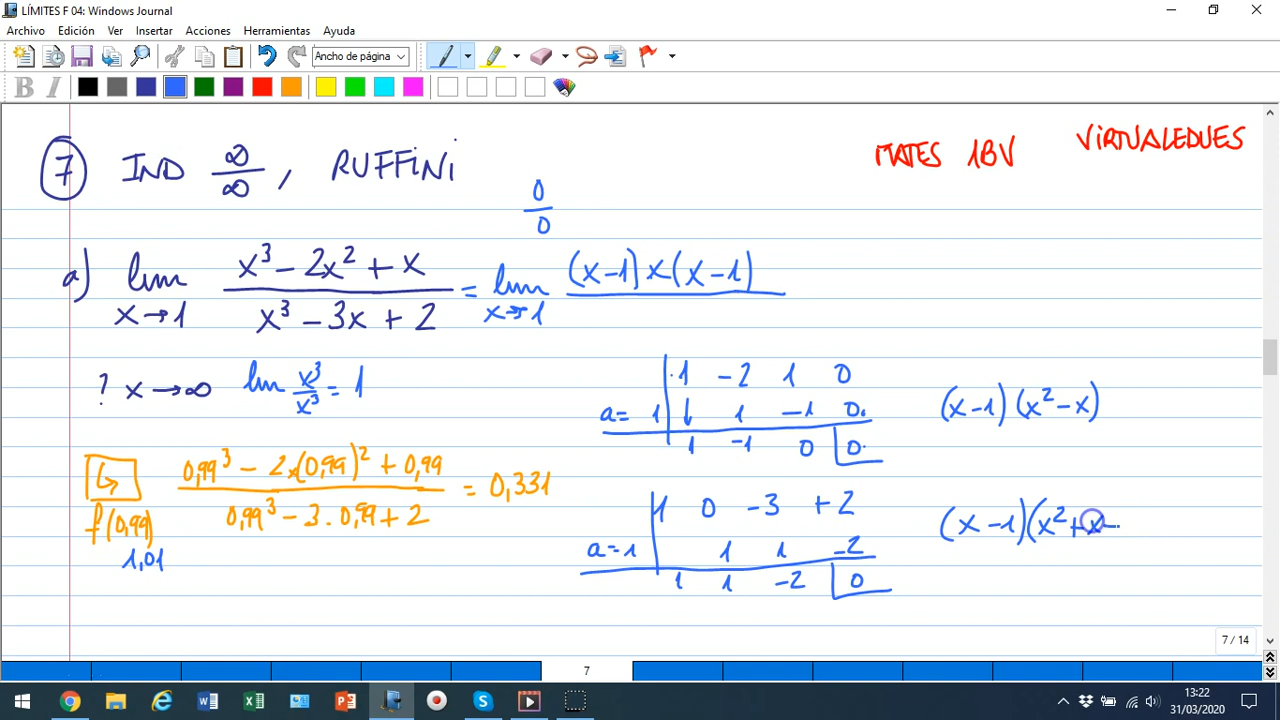 LÍMITES F 04: Windows Journal
Archivo Edición Ver Insertar Acciones Herramientas Ayuda
Ancho de página
B I
MATES 1BV VIRTUALEDUES
7 IND ∞/∞, RUFFINI
0/0
a) lim x→1 (x³ - 2x² + x)/(x³ - 3x + 2) = lim x→1 (x-1)x(x-1)
? x→∞ lim x³/x³ = 1
1 -2 1 0
a= 1 1 -1 0
1 -1 0 0
(x-1)(x²-x)
f(0,99) (0,99³ - 2·(0,99)² + 0,99)/(0,99³ - 3·0,99 + 2) = 0,331
1,01
1 0 -3 +2
a=1 1 1 -2
1 1 -2 0
(x-1)(x²+x-
7 / 14
7
13:22
31/03/2020